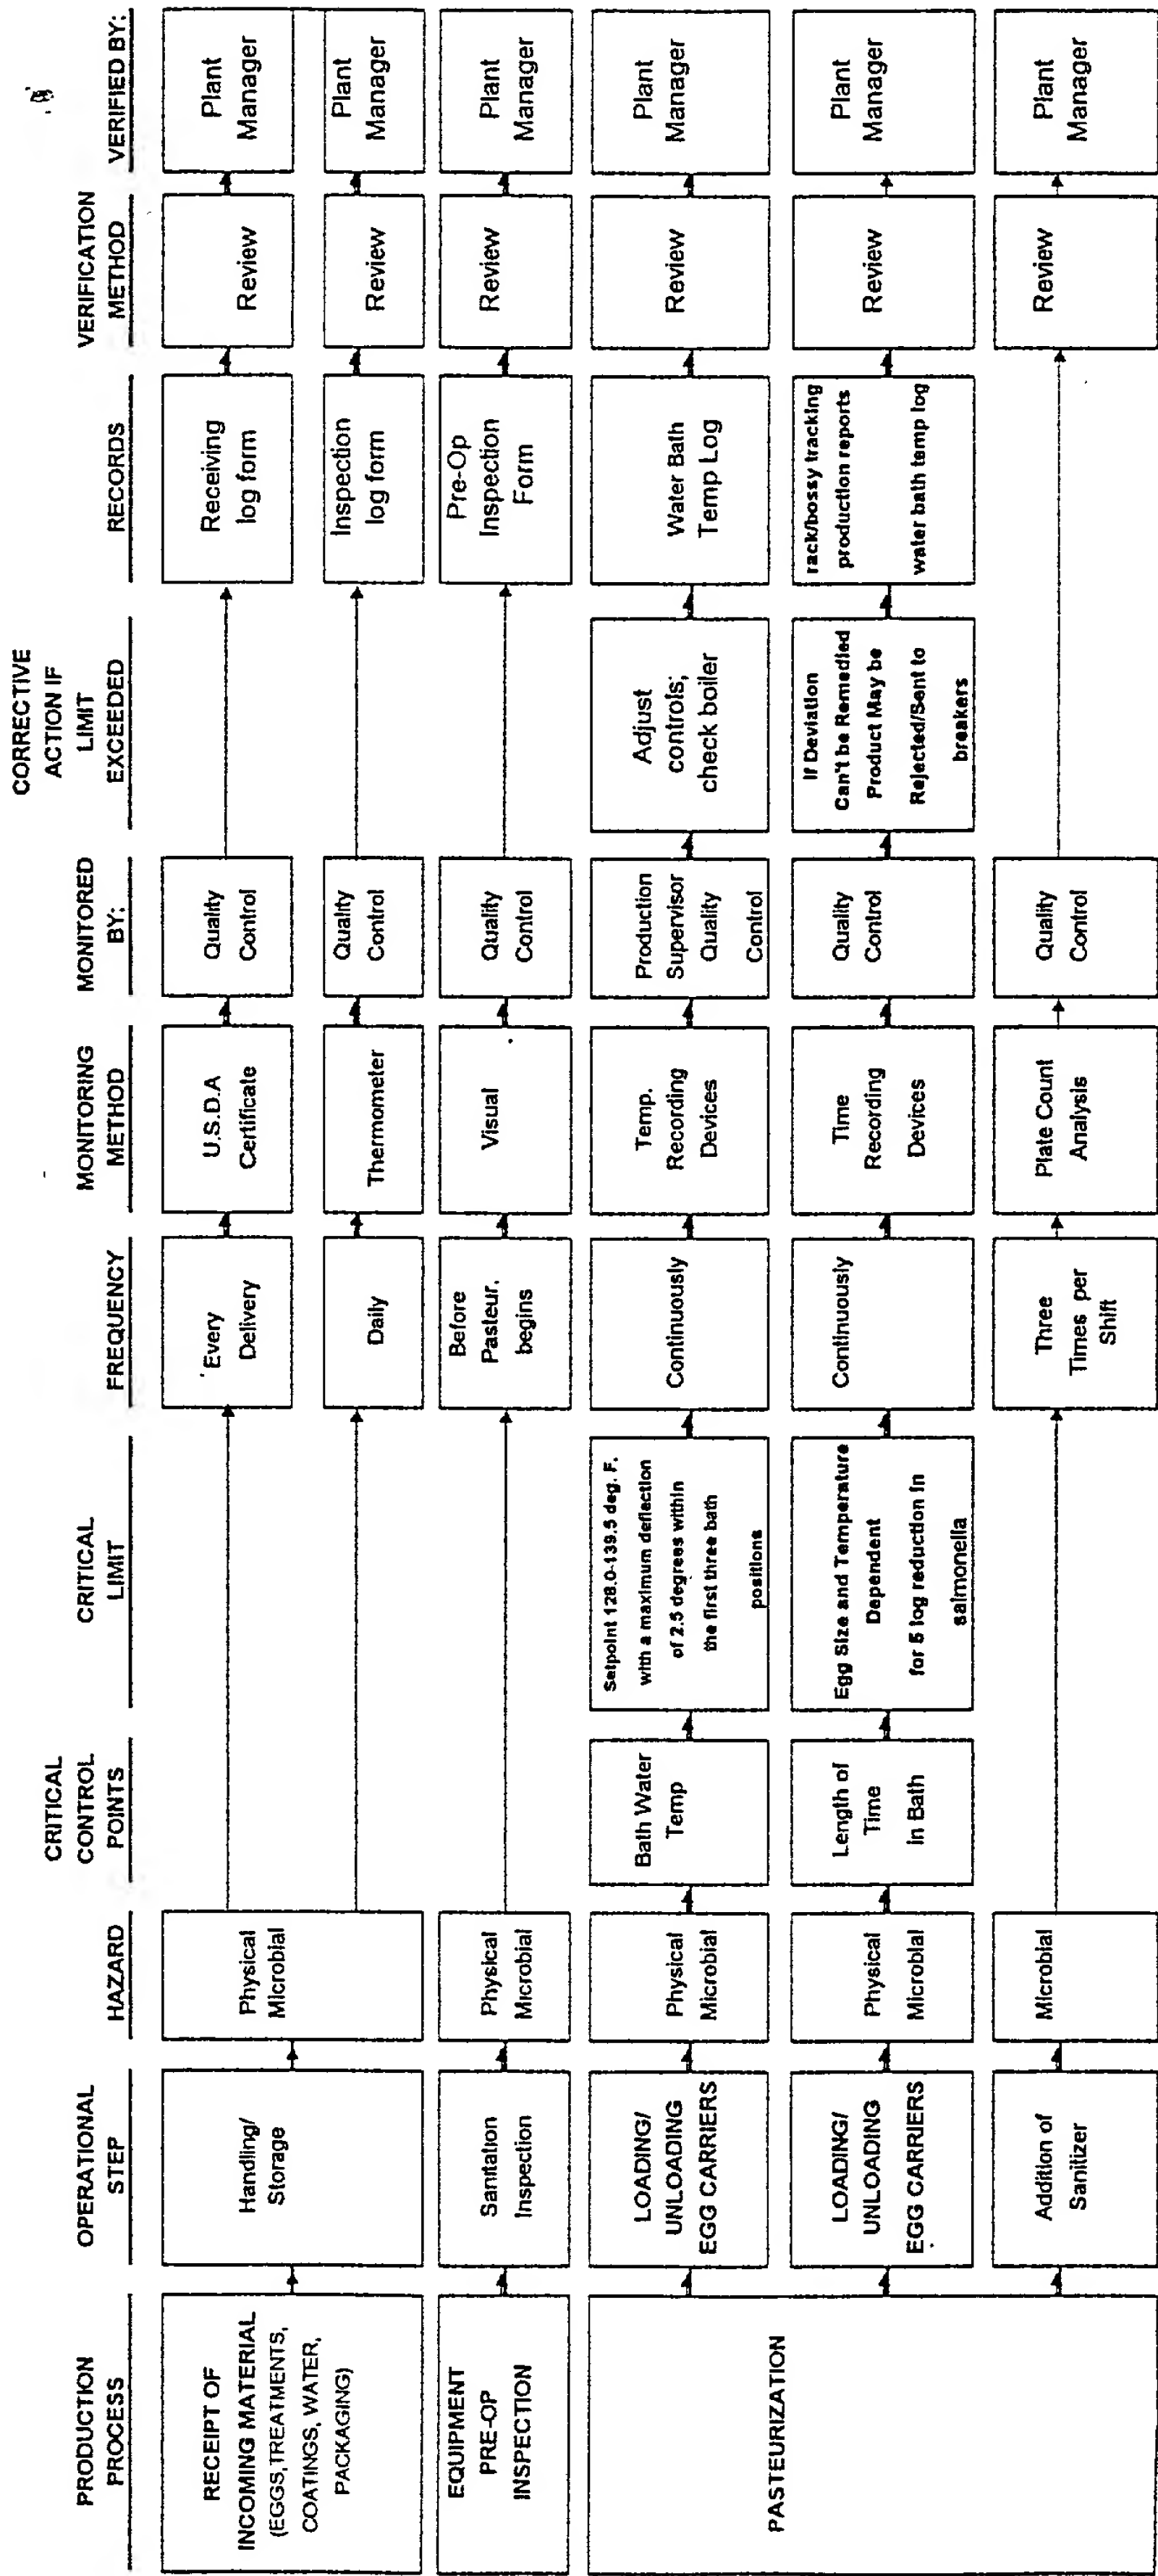 PRODUCTION
PROCESS
OPERATIONAL
STEP
HAZARD
CRITICAL
CONTROL
POINTS
CRITICAL
LIMIT
FREQUENCY
MONITORING
METHOD
MONITORED
BY:
CORRECTIVE
ACTION IF
LIMIT
EXCEEDED
RECORDS
VERIFICATION
METHOD
VERIFIED BY:
RECEIPT OF
INCOMING MATERIAL
(EGGS,TREATMENTS,
COATINGS, WATER,
PACKAGING)
Handling/
Storage
Physical
Microbial
Every
Delivery
U.S.D.A
Certificate
Quality
Control
Receiving
log form
Review
Plant
Manager
Daily
Thermometer
Quality
Control
Inspection
log form
Review
Plant
Manager
EQUIPMENT
PRE-OP
INSPECTION
Sanitation
Inspection
Physical
Microbial
Before
Pasteur.
begins
Visual
Quality
Control
Pre-Op
Inspection
Form
Review
Plant
Manager
PASTEURIZATION
LOADING/
UNLOADING
EGG CARRIERS
Physical
Microbial
Bath Water
Temp
Setpoint 128.0-139.5 deg. F.
with a maximum deflection
of 2.5 degrees within
the first three bath
positions
Continuously
Temp.
Recording
Devices
Production
Supervisor
Quality
Control
Adjust
controls;
check boiler
Water Bath
Temp Log
Review
Plant
Manager
LOADING/
UNLOADING
EGG CARRIERS
Physical
Microbial
Length of
Time
in Bath
Egg Size and Temperature
Dependent
for 5 log reduction in
salmonella
Continuously
Time
Recording
Devices
Quality
Control
If Deviation
Can't be Remedied
Product May be
Rejected/Sent to
breakers
rack/bossy tracking
production reports
water bath temp log
Review
Plant
Manager
Addition of
Sanitizer
Microbial
Three
Times per
Shift
Plate Count
Analysis
Quality
Control
Review
Plant
Manager